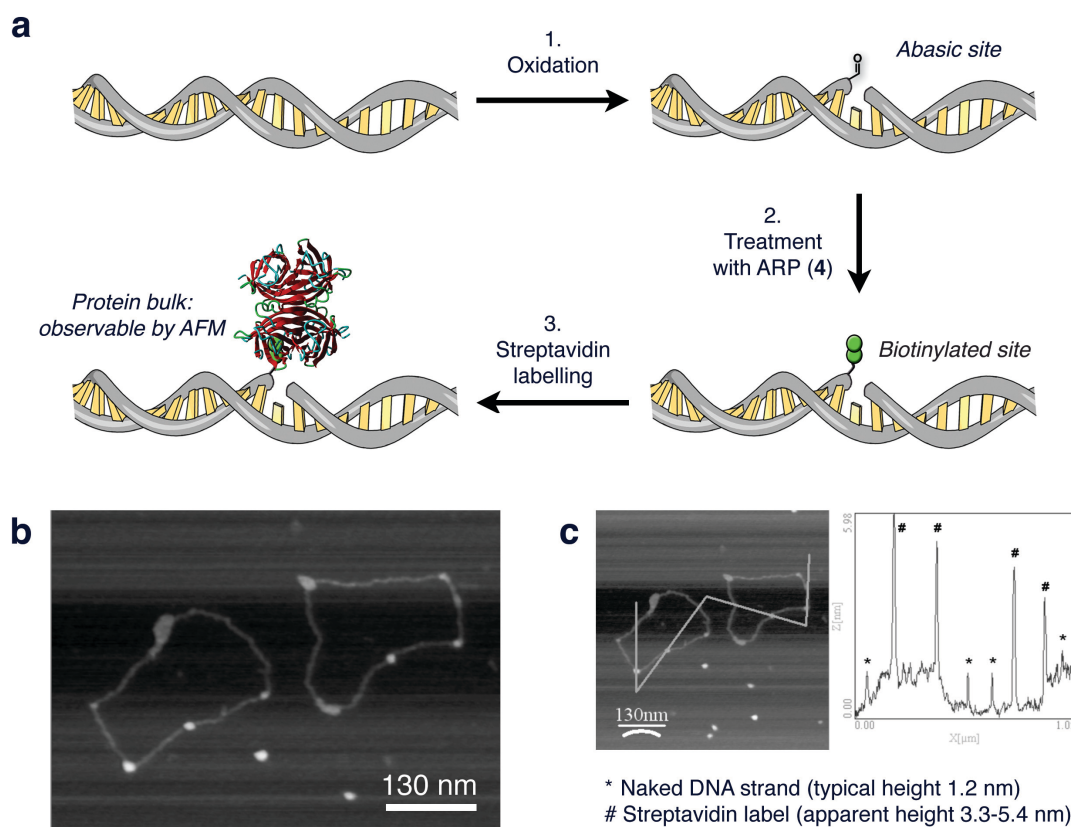 a
1.
Oxidation
Abasic site
O
2.
Treatment
with ARP (4)
Protein bulk:
observable by AFM
3.
Streptavidin
labelling
Biotinylated site
b
130 nm
c
130nm
5.98
Z[nm]
0.00
0.00
1.0
X[µm]
#
#
#
#
*
*
*
*
* Naked DNA strand (typical height 1.2 nm)
# Streptavidin label (apparent height 3.3-5.4 nm)